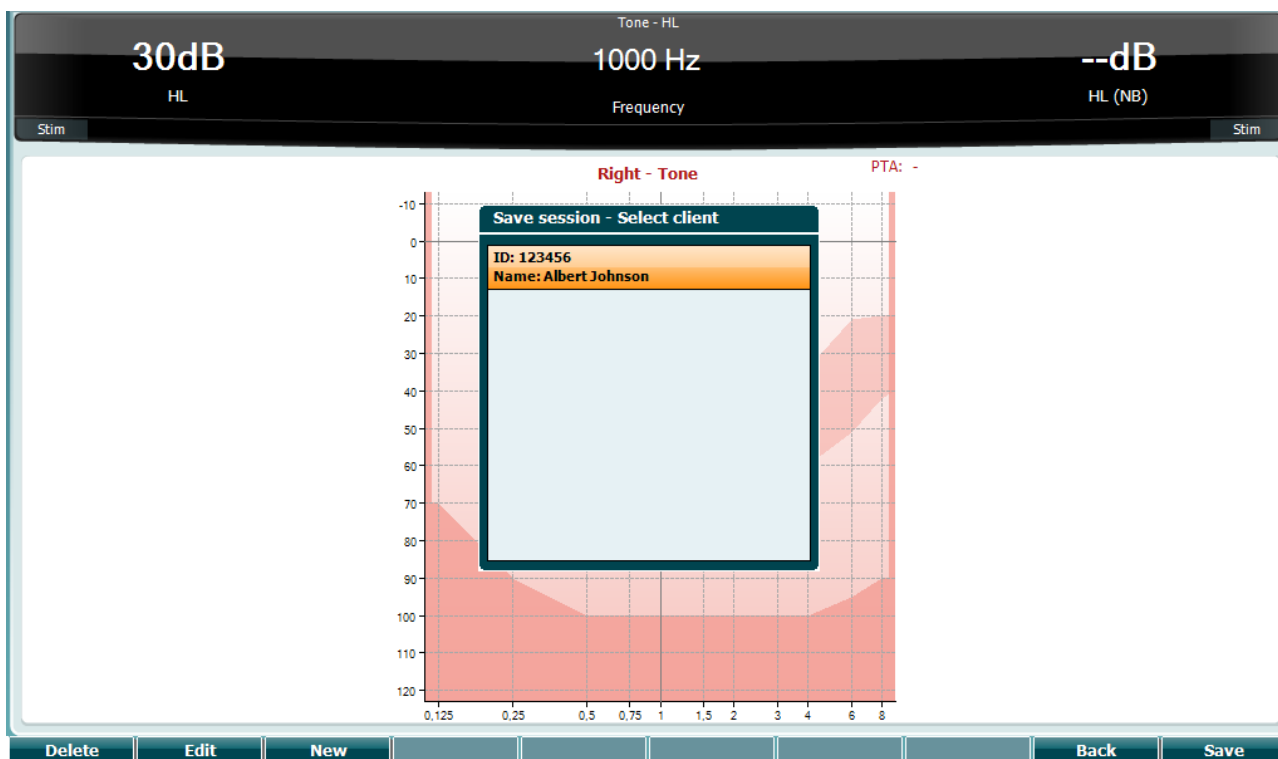 Tone - HL
30dB
1000 Hz
--dB
HL
Frequency
HL (NB)
Stim
Stim
Right - Tone
PTA: -
Save session - Select client
ID: 123456
Name: Albert Johnson
-10
0
10
20
30
40
50
60
70
80
90
100
110
120
0,125 0,25 0,5 0,75 1 1,5 2 3 4 6 8
Delete Edit New Back Save